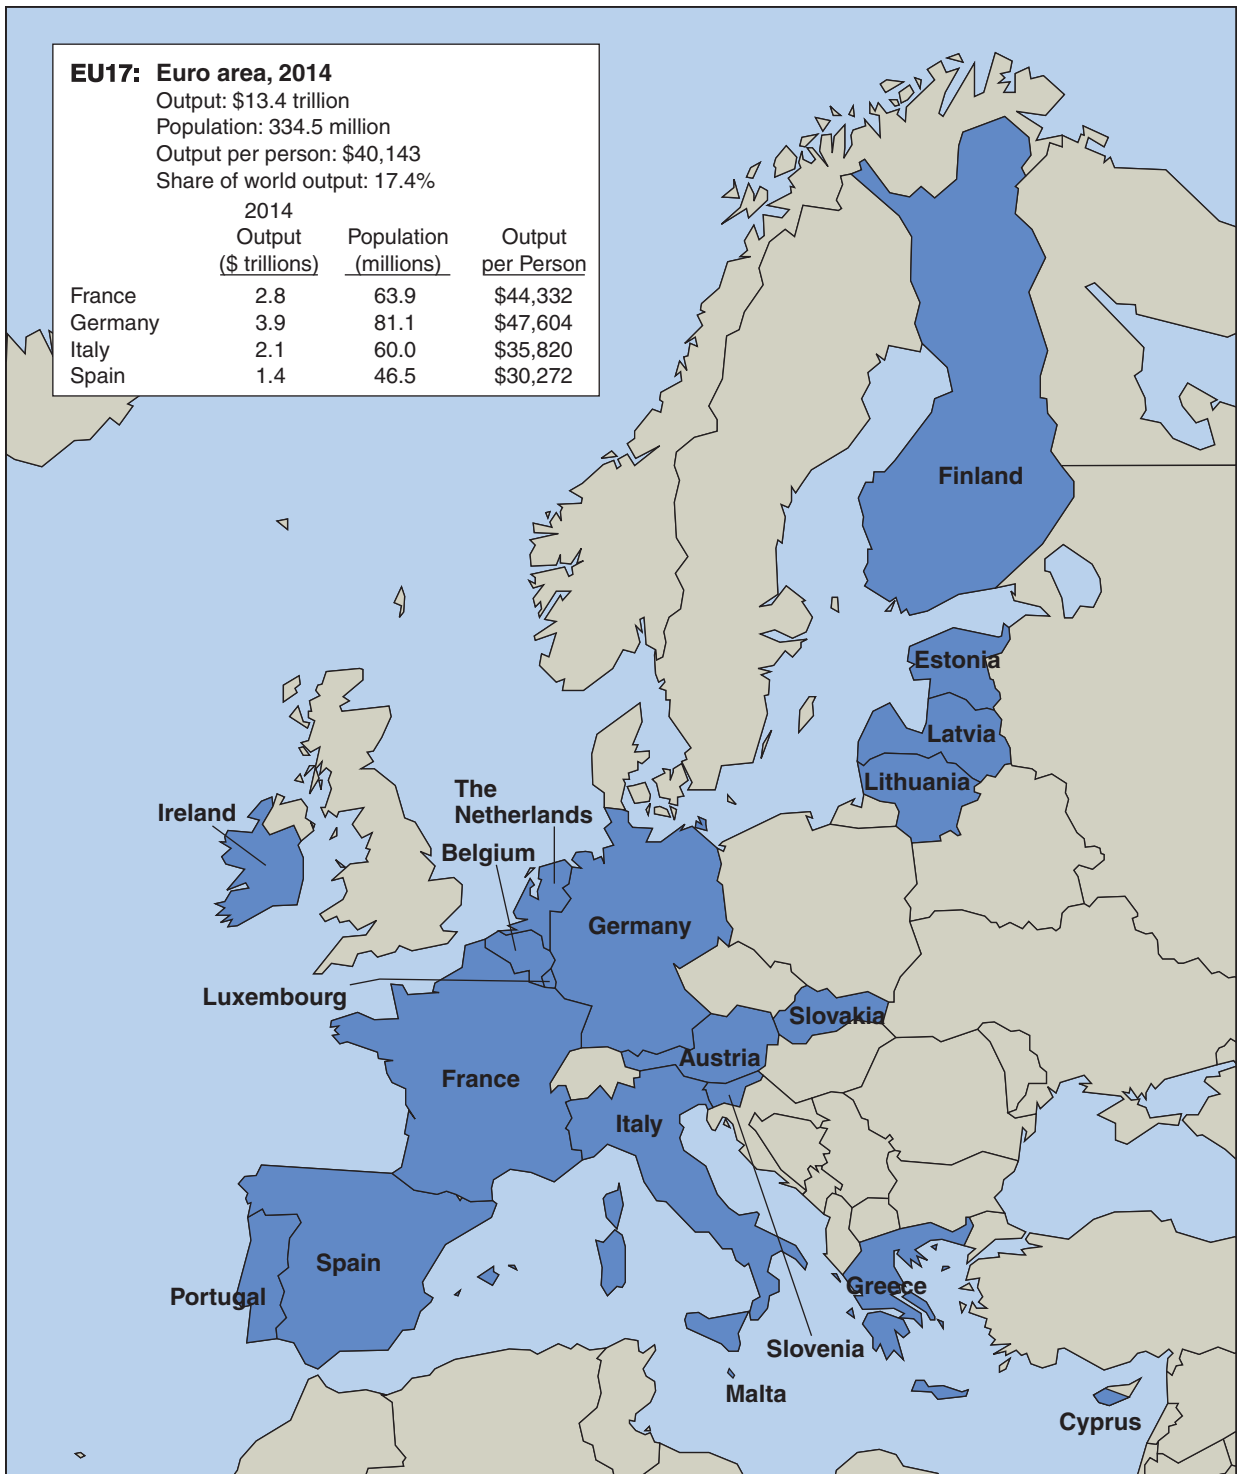 EU17: Euro area, 2014
Output: $13.4 trillion
Population: 334.5 million
Output per person: $40,143
Share of world output: 17.4%
2014
Output Population Output
($ trillions) (millions) per Person
France 2.8 63.9 $44,332
Germany 3.9 81.1 $47,604
Italy 2.1 60.0 $35,820
Spain 1.4 46.5 $30,272
Finland
Estonia
Latvia
Lithuania
The
Netherlands
Ireland
Belgium
Germany
Luxembourg
Slovakia
Austria
France
Italy
Spain
Portugal
Greece
Slovenia
Malta
Cyprus